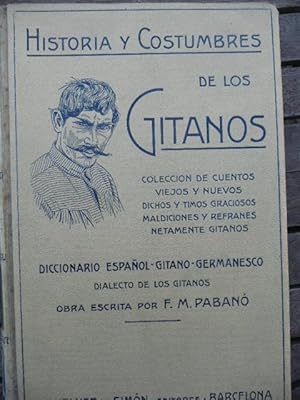 HISTORIA Y COSTUMBRES
DE LOS
GITANOS
COLECCION DE CUENTOS
VIEJOS Y NUEVOS
DICHOS Y TIMOS GRACIOSOS
MALDICIONES Y REFRANES
NETAMENTE GITANOS
DICCIONARIO ESPAÑOL-GITANO-GERMANESCO
DIALECTO DE LOS GITANOS
OBRA ESCRITA POR F. M. PABANÓ
SIMÓN EDITORES BARCELONA